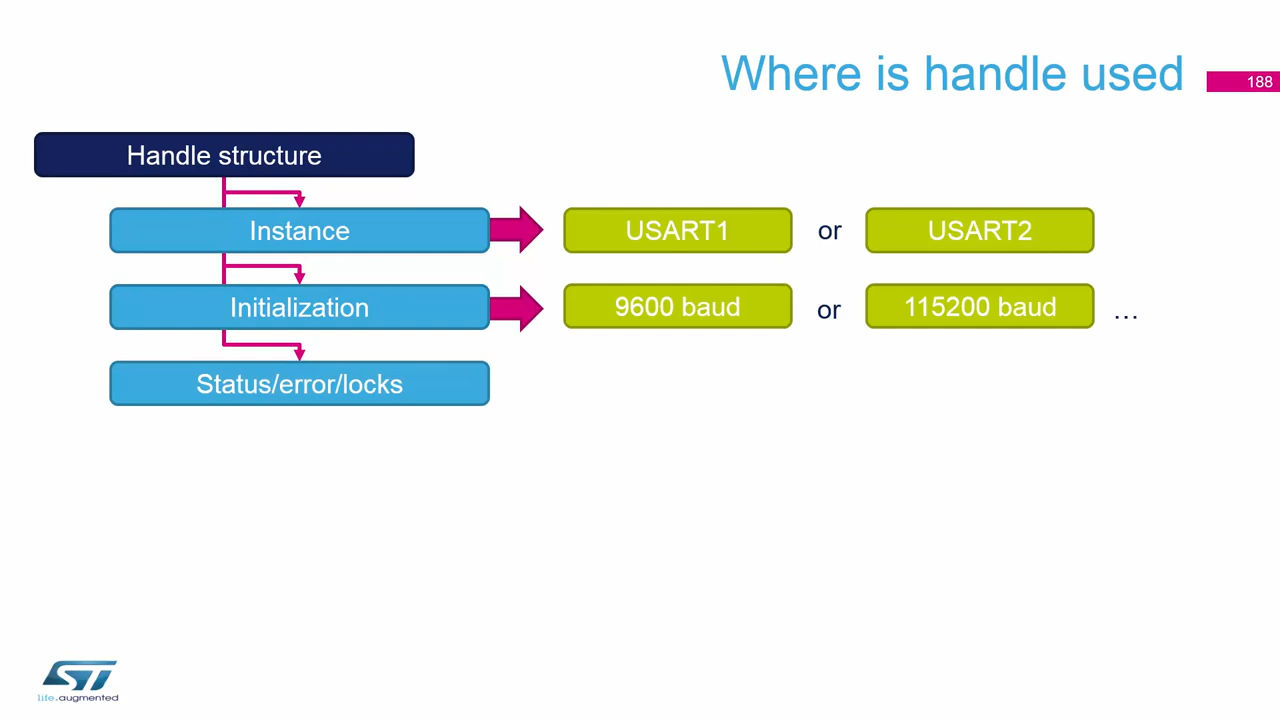 Where is handle used
188
Handle structure
Instance
USART1 or USART2
Initialization
9600 baud or 115200 baud ...
Status/error/locks
ST
life.augmented